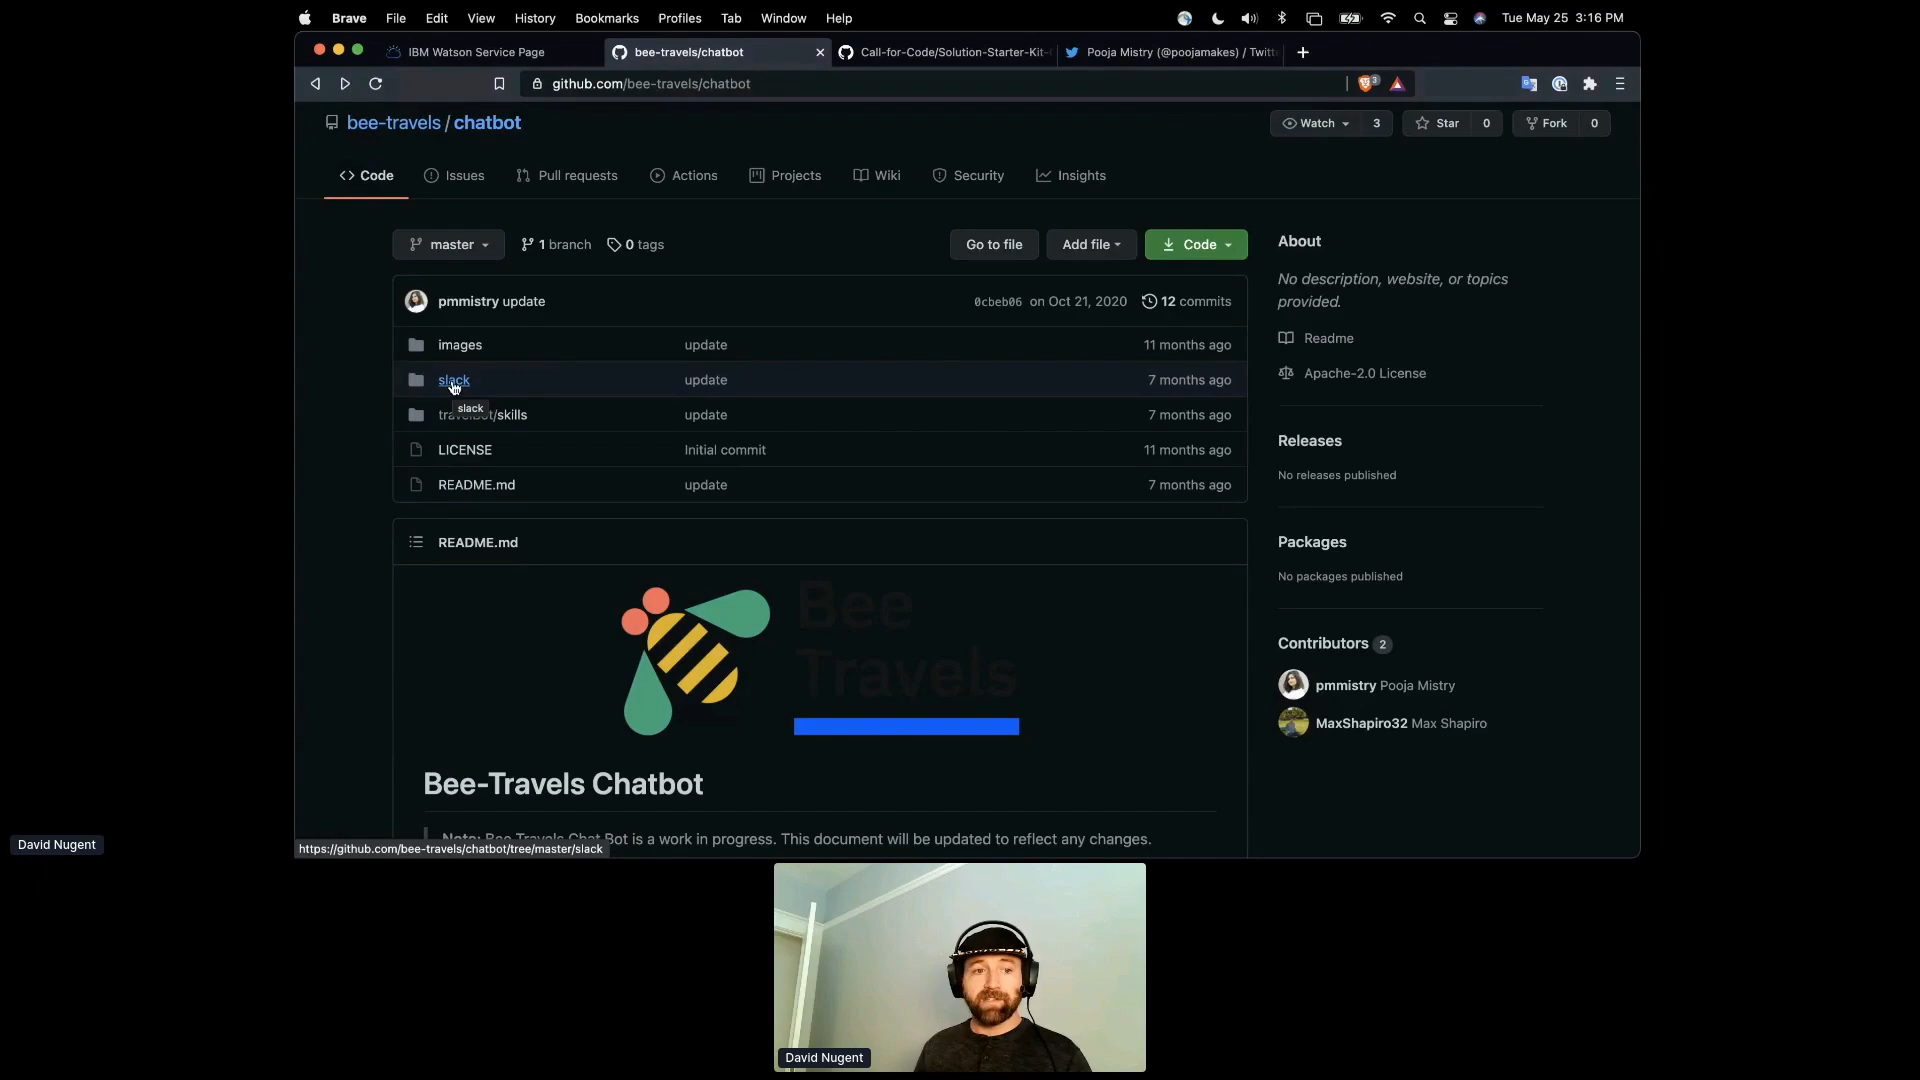 Brave File Edit View History Bookmarks Profiles Tab Window Help Tue May 25 3:16 PM
IBM Watson Service Page bee-travels/chatbot Call-for-Code/Solution-Starter-Kit- Pooja Mistry (@poojamakes) / Twitt
github.com/bee-travels/chatbot 3
bee-travels / chatbot Watch 3 Star 0 Fork 0
Code Issues Pull requests Actions Projects Wiki Security Insights
master 1 branch 0 tags Go to file Add file Code
About
No description, website, or topics
provided.
Readme
Apache-2.0 License
pmmistry update 0cbeb06 on Oct 21, 2020 12 commits
images update 11 months ago
slack update 7 months ago
slack
travelbot/skills update 7 months ago
LICENSE Initial commit 11 months ago
README.md update 7 months ago
Releases
No releases published
Packages
No packages published
Contributors 2
pmmistry Pooja Mistry
MaxShapiro32 Max Shapiro
README.md
Bee
Travels
Bee-Travels Chatbot
Note: Bee Travels Chat Bot is a work in progress. This document will be updated to reflect any changes.
https://github.com/bee-travels/chatbot/tree/master/slack
David Nugent
David Nugent